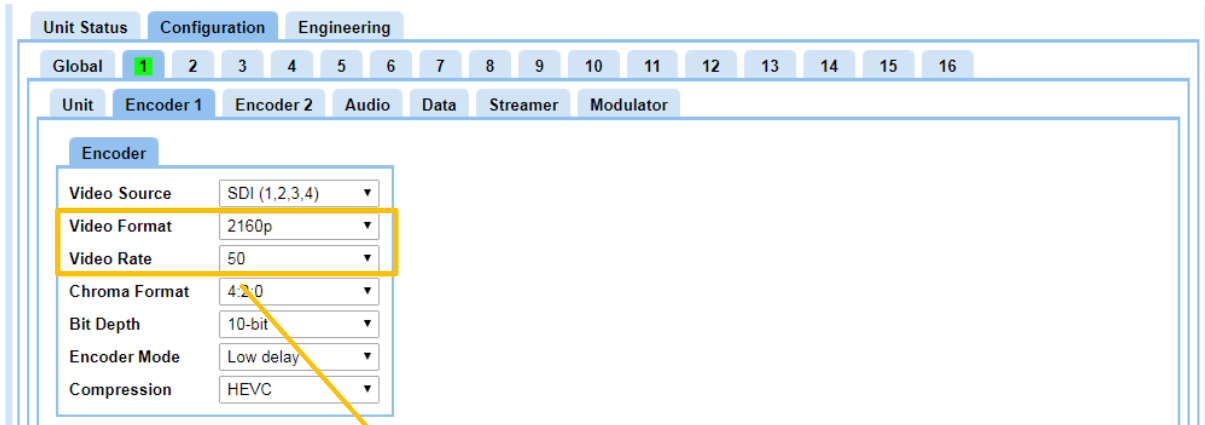 Unit Status Configuration Engineering
Global 1 2 3 4 5 6 7 8 9 10 11 12 13 14 15 16
Unit Encoder 1 Encoder 2 Audio Data Streamer Modulator
Encoder
Video Source SDI (1,2,3,4)
Video Format 2160p
Video Rate 50
Chroma Format 4:2:0
Bit Depth 10-bit
Encoder Mode Low delay
Compression HEVC